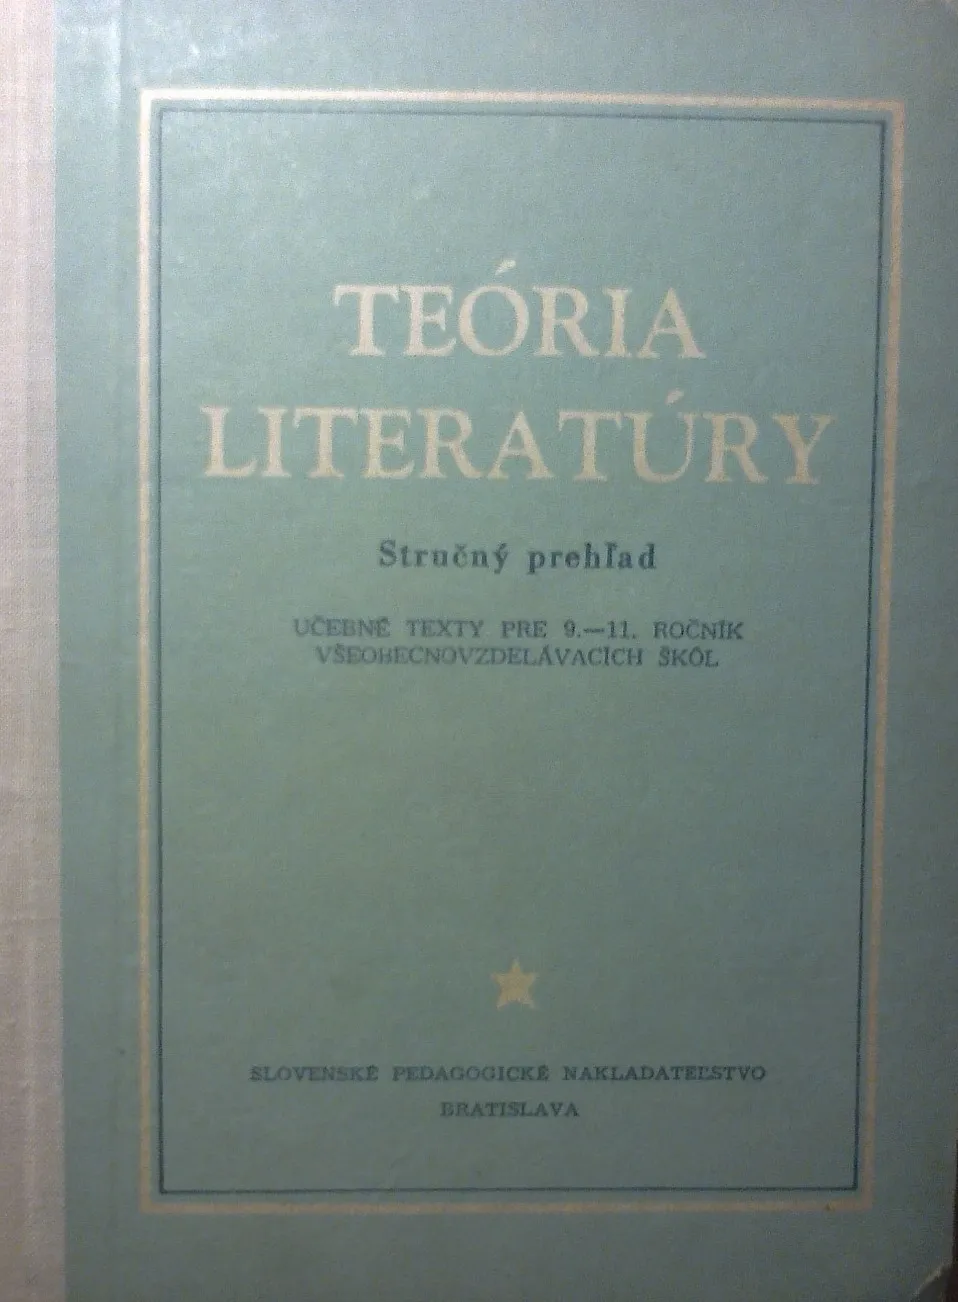 TEÓRIA
LITERATÚRY
Stručný prehľad
UČEBNÉ TEXTY PRE 9.—11. ROČNÍK
VŠEOBECNOVZDELÁVACÍCH ŠKÔL
SLOVENSKÉ PEDAGOGICKÉ NAKLADATEĽSTVO
BRATISLAVA